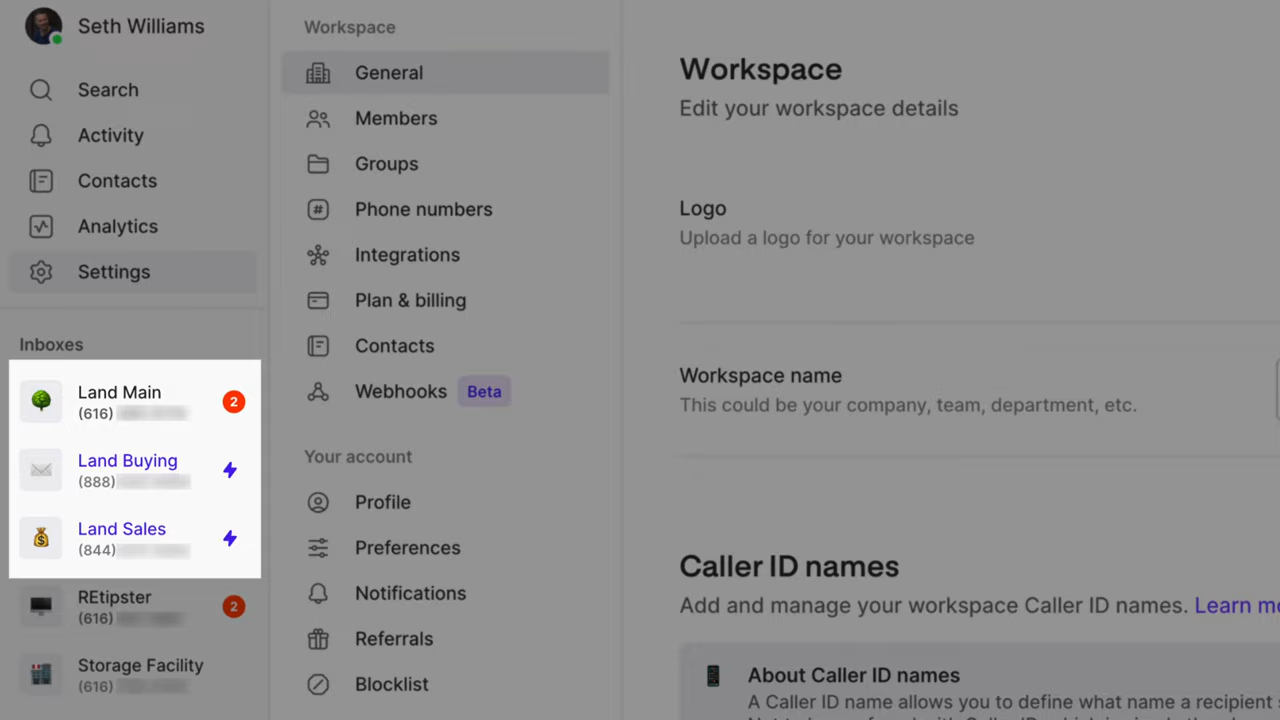 Seth Williams
Search
Activity
Contacts
Analytics
Settings
Inboxes
Land Main
(616)
2
Land Buying
(888)
Land Sales
(844)
REtipster
(616)
2
Storage Facility
(616)
Workspace
General
Members
Groups
Phone numbers
Integrations
Plan & billing
Contacts
Webhooks Beta
Your account
Profile
Preferences
Notifications
Referrals
Blocklist
Workspace
Edit your workspace details
Logo
Upload a logo for your workspace
Workspace name
This could be your company, team, department, etc.
Caller ID names
Add and manage your workspace Caller ID names. Learn
About Caller ID names
A Caller ID name allows you to define what name a recipient